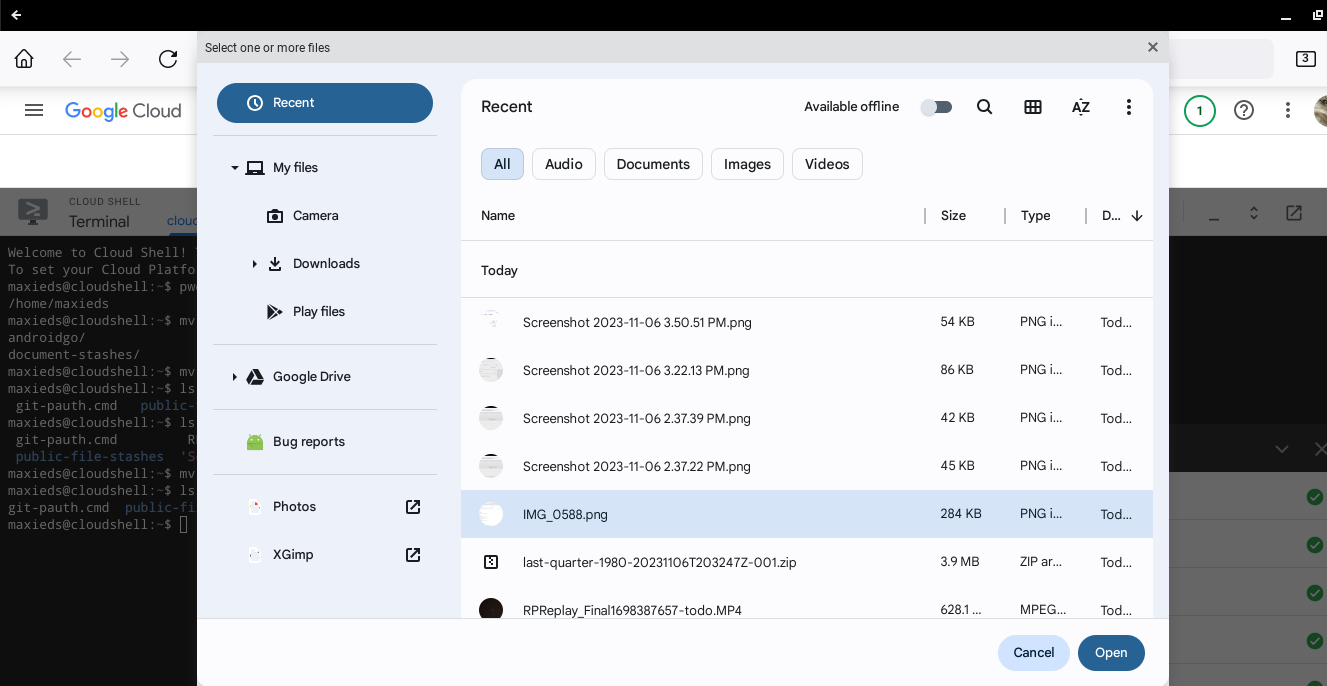 Select one or more files
3
Google Cloud
1
Recent
My files
Camera
Downloads
Play files
Google Drive
Bug reports
Photos
XGimp
Recent
Available offline
AZ
All
Audio
Documents
Images
Videos
Name
Size
Type
D...
Today
Screenshot 2023-11-06 3.50.51 PM.png 54 KB PNG i... Tod...
Screenshot 2023-11-06 3.22.13 PM.png 86 KB PNG i... Tod...
Screenshot 2023-11-06 2.37.39 PM.png 42 KB PNG i... Tod...
Screenshot 2023-11-06 2.37.22 PM.png 45 KB PNG i... Tod...
IMG_0588.png 284 KB PNG i... Tod...
last-quarter-1980-20231106T203247Z-001.zip 3.9 MB ZIP ar... Tod...
RPReplay_Final1698387657-todo.MP4 628.1 ... MPEG... Tod...
Cancel
Open
CLOUD SHELL
Terminal
Welcome to Cloud Shell!
To set your Cloud Platfo
maxieds@cloudshell:~$ pw
/home/maxieds
maxieds@cloudshell:~$ mv
androidgo/
document-stashes/
maxieds@cloudshell:~$ mv
maxieds@cloudshell:~$ ls
git-pauth.cmd public-
maxieds@cloudshell:~$ ls
git-pauth.cmd R
public-file-stashes 'S
maxieds@cloudshell:~$ mv
maxieds@cloudshell:~$ ls
git-pauth.cmd public-fi
maxieds@cloudshell:~$